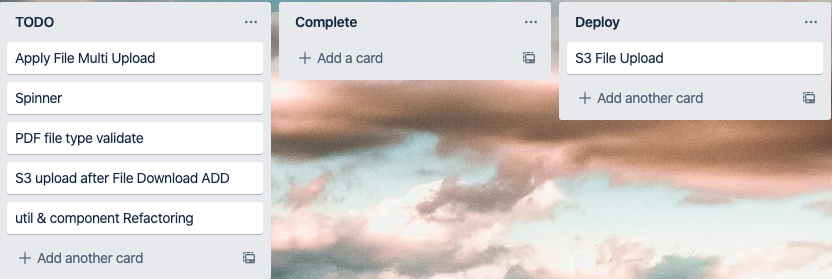 TODO
Apply File Multi Upload
Spinner
PDF file type validate
S3 upload after File Download ADD
util & component Refactoring
Add another card
Complete
Add a card
Deploy
S3 File Upload
Add another card